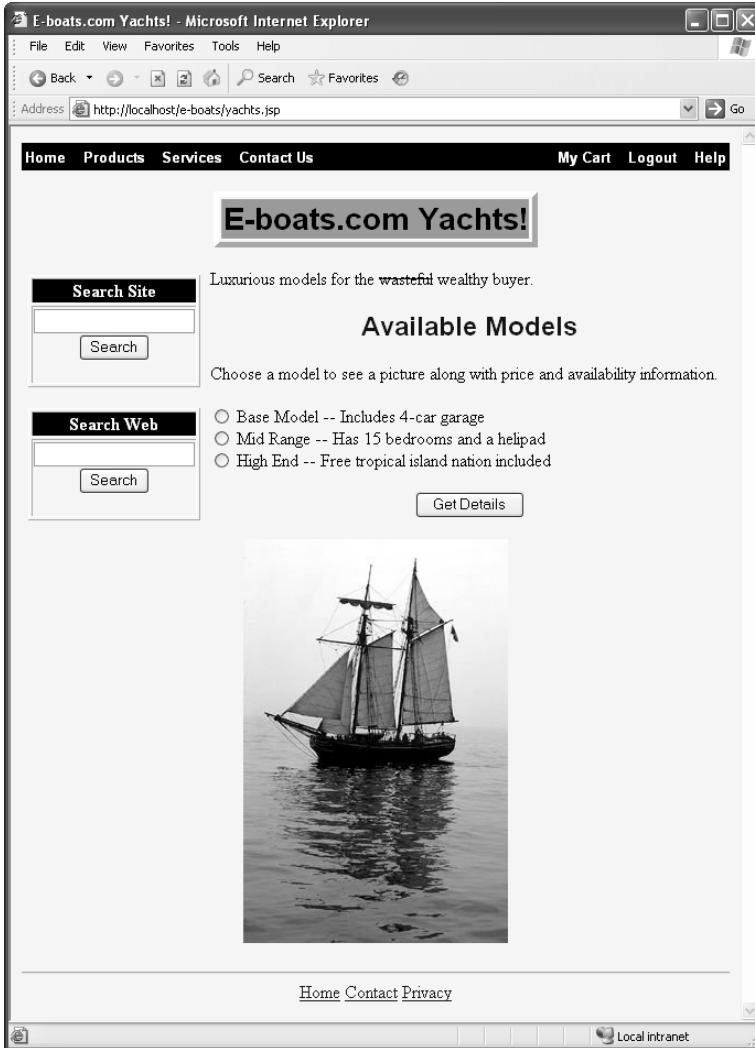 E-boats.com Yachts! - Microsoft Internet Explorer
File Edit View Favorites Tools Help
Back Search Favorites
Address http://localhost/e-boats/yachts.jsp Go
Home Products Services Contact Us My Cart Logout Help
E-boats.com Yachts!
Search Site
Search
Search Web
Search
Luxurious models for the wasteful wealthy buyer.
Available Models
Choose a model to see a picture along with price and availability information.
Base Model -- Includes 4-car garage
Mid Range -- Has 15 bedrooms and a helipad
High End -- Free tropical island nation included
Get Details
Home Contact Privacy
Local intranet